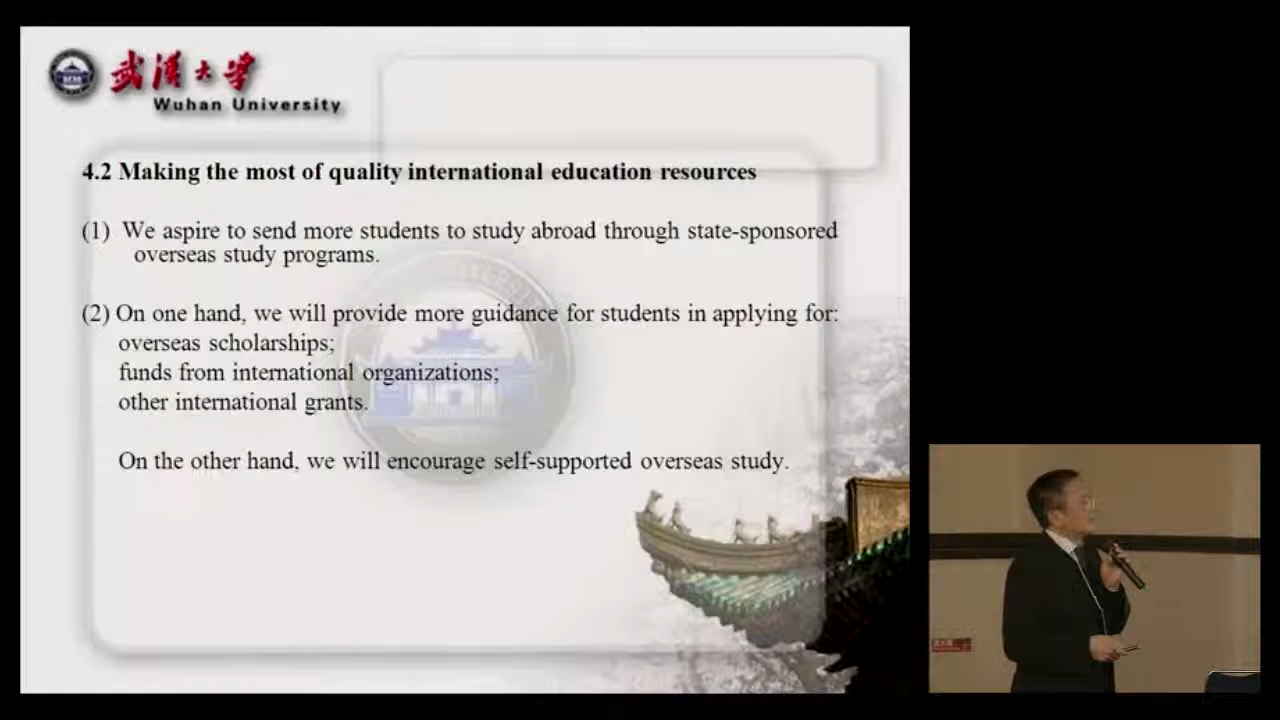 武漢大学
Wuhan University
4.2 Making the most of quality international education resources
(1) We aspire to send more students to study abroad through state-sponsored
overseas study programs.
(2) On one hand, we will provide more guidance for students in applying for:
overseas scholarships;
funds from international organizations;
other international grants.
On the other hand, we will encourage self-supported overseas study.